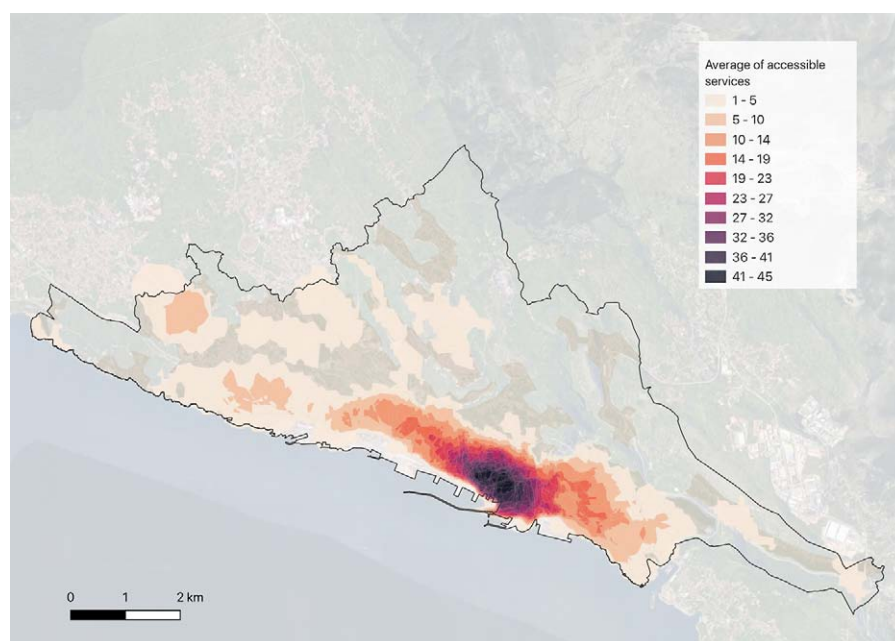 Average of accessible
services
1 - 5
5 - 10
10 - 14
14 - 19
19 - 23
23 - 27
27 - 32
32 - 36
36 - 41
41 - 45
0 1 2 km